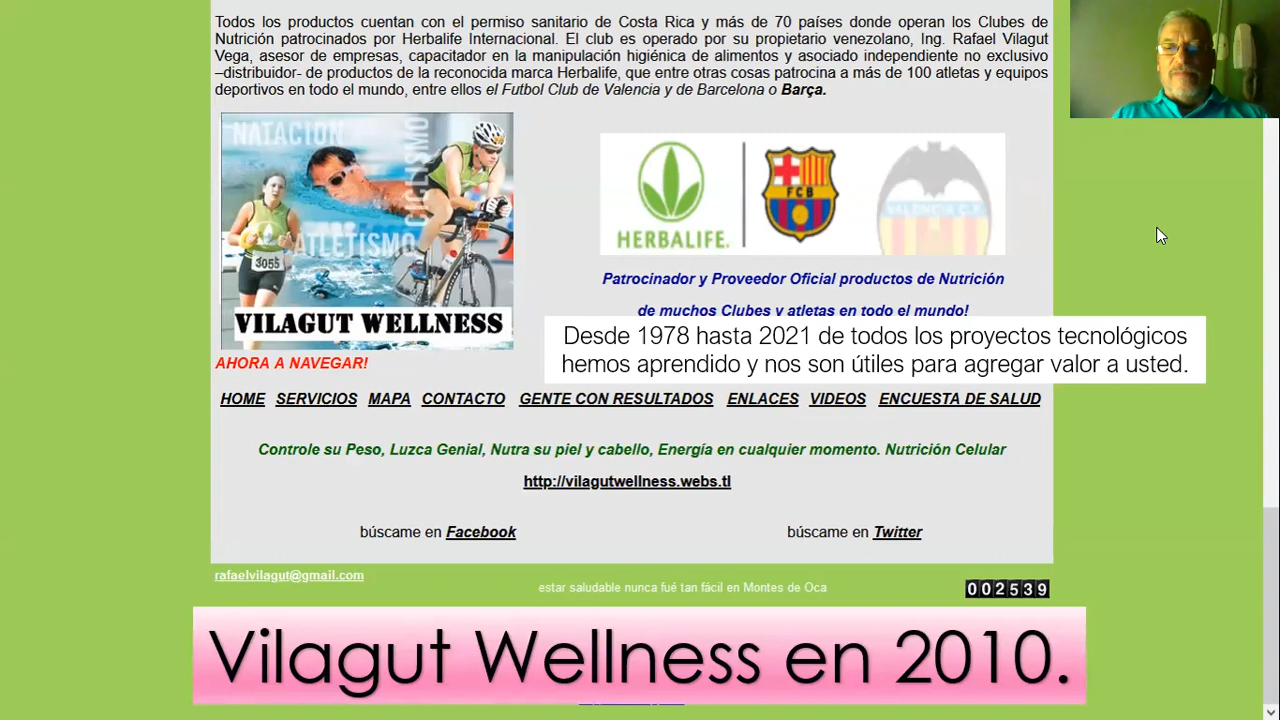 Todos los productos cuentan con el permiso sanitario de Costa Rica y más de 70 países donde operan los Clubes de
Nutrición patrocinados por Herbalife Internacional. El club es operado por su propietario venezolano, Ing. Rafael Vilagut
Vega, asesor de empresas, capacitador en la manipulación higiénica de alimentos y asociado independiente no exclusivo
–distribuidor- de productos de la reconocida marca Herbalife, que entre otras cosas patrocina a más de 100 atletas y equipos
deportivos en todo el mundo, entre ellos el Futbol Club de Valencia y de Barcelona o Barça.
NATACION
CICLISMO
ATLETISMO
3055
VILAGUT WELLNESS
HERBALIFE.
FCB
VALENCIA C.F.
Patrocinador y Proveedor Oficial productos de Nutrición
de muchos Clubes y atletas en todo el mundo!
Desde 1978 hasta 2021 de todos los proyectos tecnológicos
hemos aprendido y nos son útiles para agregar valor a usted.
AHORA A NAVEGAR!
HOME SERVICIOS MAPA CONTACTO GENTE CON RESULTADOS ENLACES VIDEOS ENCUESTA DE SALUD
Controle su Peso, Luzca Genial, Nutra su piel y cabello, Energía en cualquier momento. Nutrición Celular
http://vilagutwellness.webs.tl
búscame en Facebook búscame en Twitter
rafaelvilagut@gmail.com
estar saludable nunca fué tan fácil en Montes de Oca
002539
Vilagut Wellness en 2010.